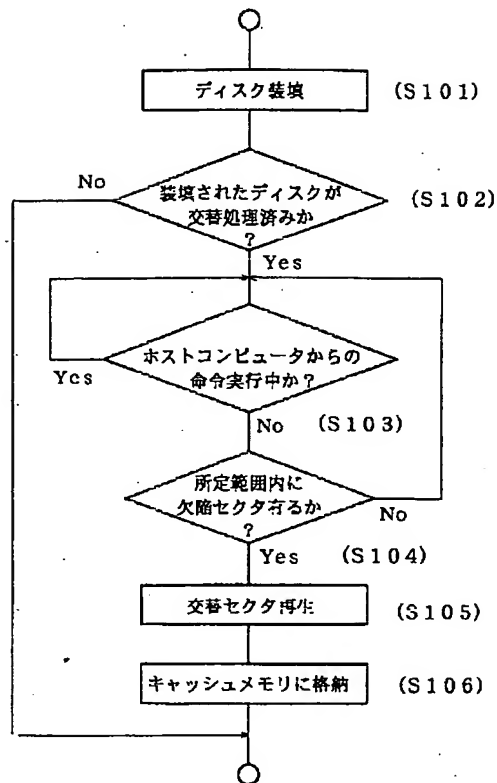 ディスク装填
(S101)
No
装填されたディスクが
交替処理済みか
?
(S102)
Yes
ホストコンピュータからの
命令実行中か?
Yes
No
(S103)
所定範囲内に
欠陥セクタ有るか
?
No
Yes
(S104)
交替セクタ再生
(S105)
キャッシュメモリに格納
(S106)